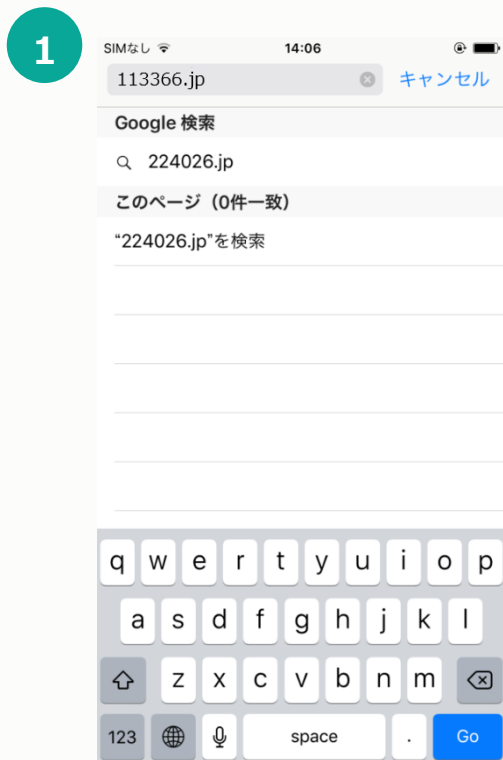 1
SIMなし 14:06
113366.jp キャンセル
Google 検索
224026.jp
このページ（0件一致）
“224026.jp”を検索
q w e r t y u i o p
a s d f g h j k l
z x c v b n m
123 space . Go